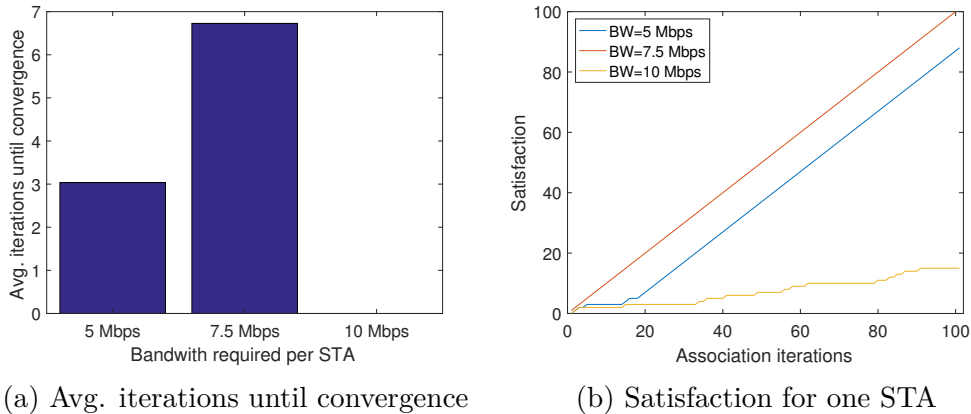 7
6
5
4
3
2
1
0
Avg. iterations until convergence
5 Mbps 7.5 Mbps 10 Mbps
Bandwith required per STA
(a) Avg. iterations until convergence
100
80
60
40
20
0
Satisfaction
BW=5 Mbps
BW=7.5 Mbps
BW=10 Mbps
0 20 40 60 80 100
Association iterations
(b) Satisfaction for one STA